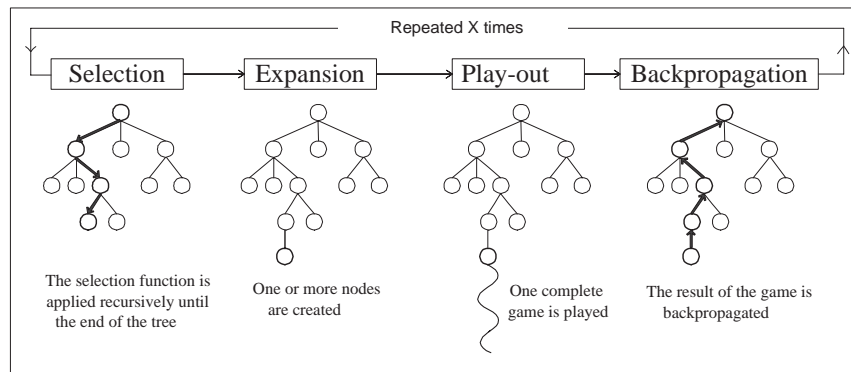 Repeated X times
Selection
Expansion
Play-out
Backpropagation
The selection function is
applied recursively until
the end of the tree
One or more nodes
are created
One complete
game is played
The result of the game is
backpropagated